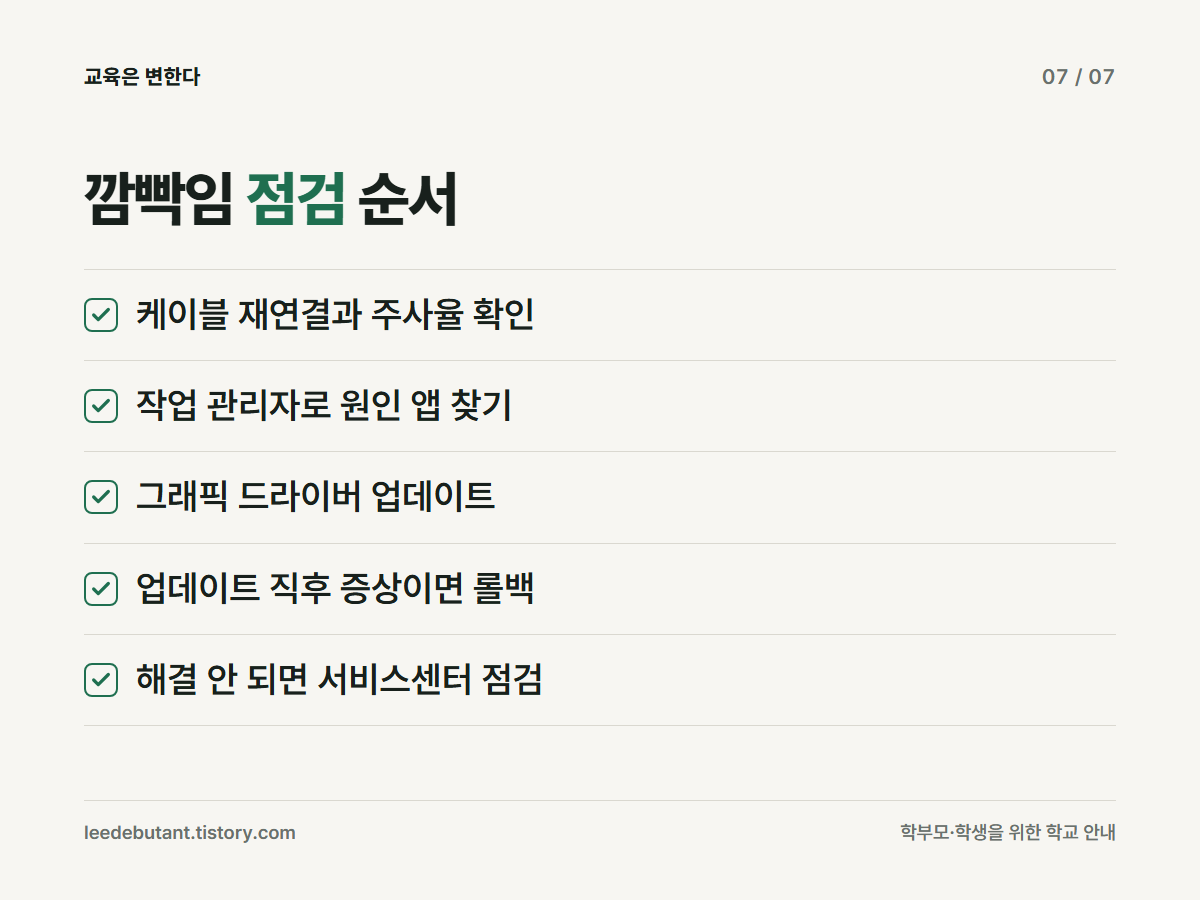 교육은 변한다
07 / 07
깜빡임 점검 순서
케이블 재연결과 주사율 확인
작업 관리자로 원인 앱 찾기
그래픽 드라이버 업데이트
업데이트 직후 증상이면 롤백
해결 안 되면 서비스센터 점검
leedebutant.tistory.com
학부모·학생을 위한 학교 안내